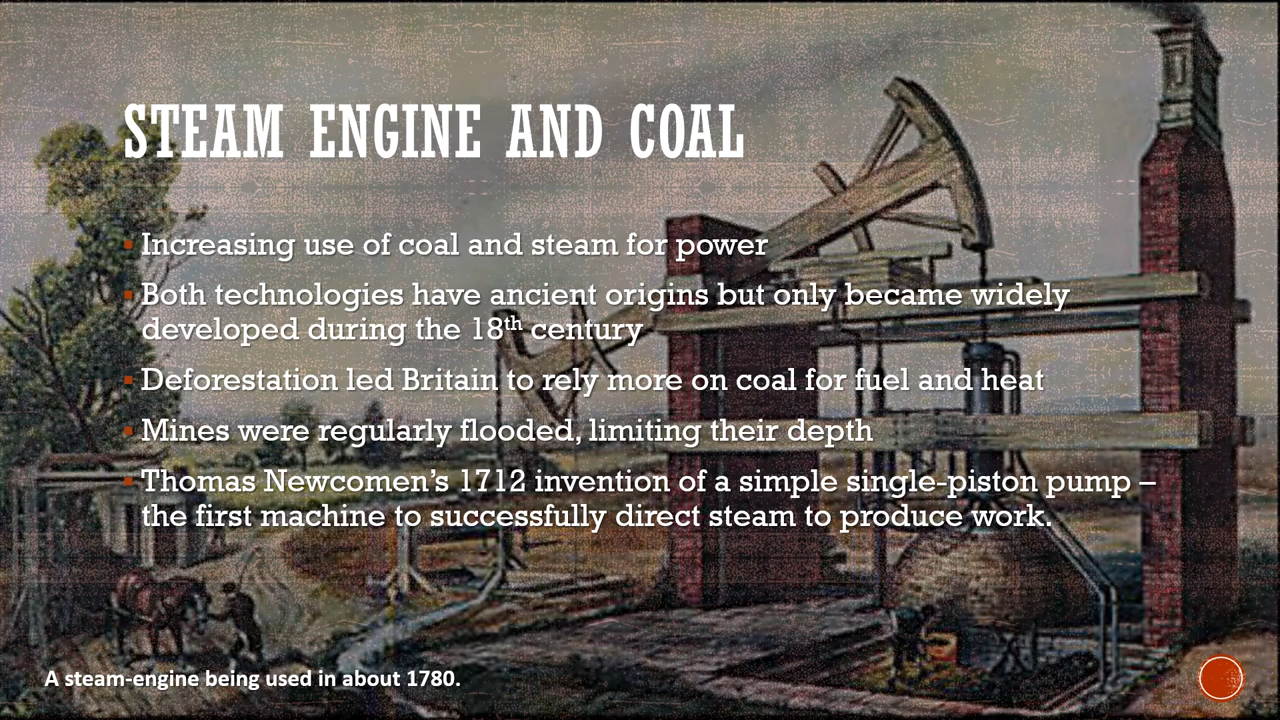 STEAM ENGINE AND COAL
Increasing use of coal and steam for power
Both technologies have ancient origins but only became widely
developed during the 18th century
Deforestation led Britain to rely more on coal for fuel and heat
Mines were regularly flooded, limiting their depth
Thomas Newcomen’s 1712 invention of a simple single-piston pump –
the first machine to successfully direct steam to produce work.
A steam-engine being used in about 1780.